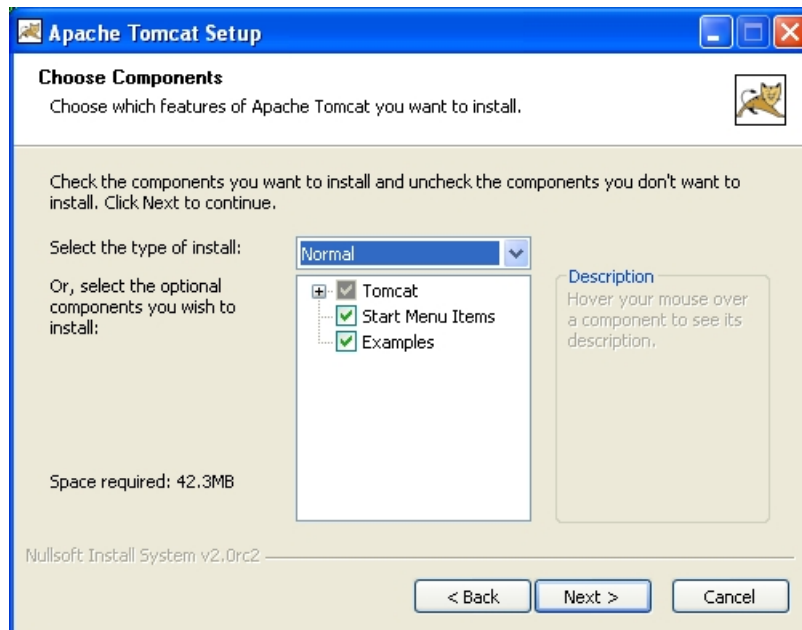 Apache Tomcat Setup
Choose Components
Choose which features of Apache Tomcat you want to install.
Check the components you want to install and uncheck the components you don't want to
install. Click Next to continue.
Select the type of install:
Normal
Or, select the optional
components you wish to
install:
Tomcat
Start Menu Items
Examples
Description
Hover your mouse over
a component to see its
description.
Space required: 42.3MB
Nullsoft Install System v2.0rc2
< Back
Next >
Cancel